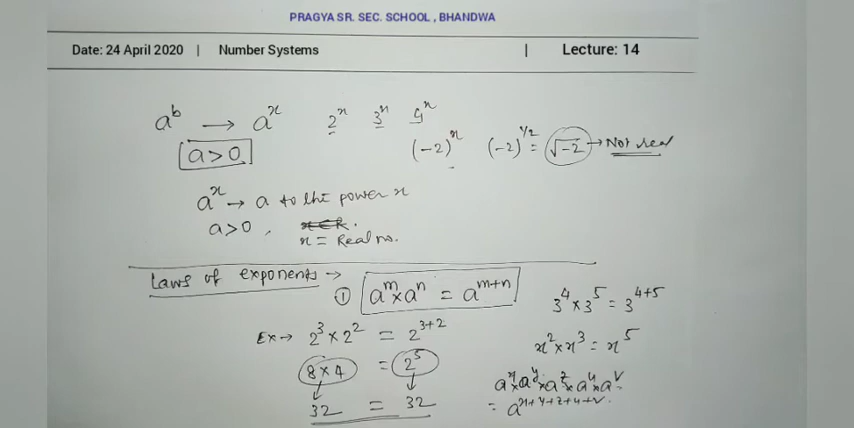 PRAGYA SR. SEC. SCHOOL , BHANDWA
Date: 24 April 2020 | Number Systems | Lecture: 14
a^b → a^x 2^x 3^x 4^x
(-2)^x (-2)^1/2 = √-2 → Not real
a>0
a^x → a to the power x
a>0 , x∈R.
x = Real no.
Laws of exponents →
① a^m × a^n = a^m+n
3^4 × 3^5 = 3^4+5
Ex → 2^3 × 2^2 = 2^3+2
x^2 × x^3 = x^5
8×4 = 2^5
a^x × a^y × a^z × a^u × a^v =
32 = 32
= a^x+y+z+u+v.